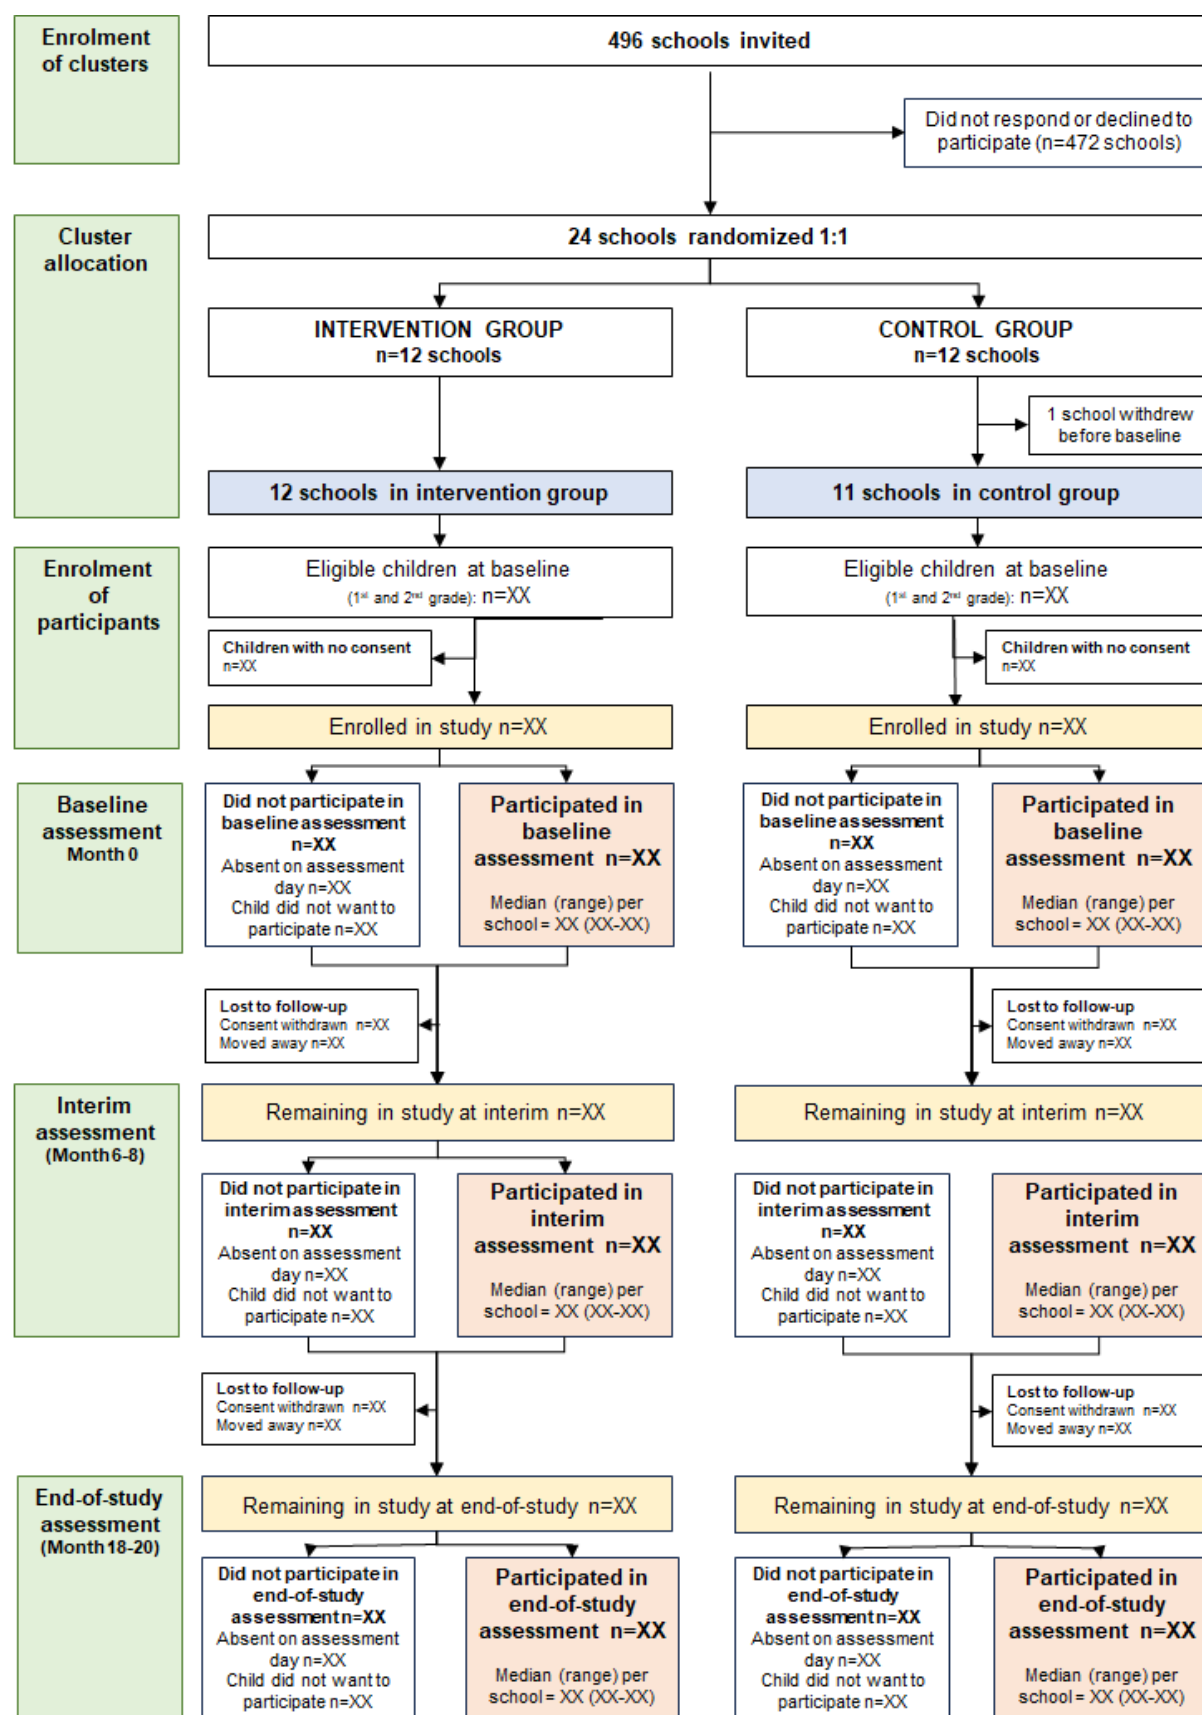 Enrolment
of clusters
496 schools invited
Did not respond or declined to
participate (n=472 schools)
Cluster
allocation
24 schools randomized 1:1
INTERVENTION GROUP
n=12 schools
CONTROL GROUP
n=12 schools
1 school withdrew
before baseline
12 schools in intervention group
11 schools in control group
Enrolment
of
participants
Eligible children at baseline
(1st and 2nd grade): n=XX
Eligible children at baseline
(1st and 2nd grade): n=XX
Children with no consent
n=XX
Children with no consent
n=XX
Enrolled in study n=XX
Enrolled in study n=XX
Baseline
assessment
Month 0
Did not participate in
baseline assessment
n=XX
Absent on assessment
day n=XX
Child did not want to
participate n=XX
Participated in
baseline
assessment n=XX
Median (range) per
school= XX (XX-XX)
Did not participate in
baseline assessment
n=XX
Absent on assessment
day n=XX
Child did not want to
participate n=XX
Participated in
baseline
assessment n=XX
Median (range) per
school= XX (XX-XX)
Lost to follow-up
Consent withdrawn n=XX
Moved away n=XX
Lost to follow-up
Consent withdrawn n=XX
Moved away n=XX
Interim
assessment
(Month 6-8)
Remaining in study at interim n=XX
Remaining in study at interim n=XX
Did not participate in
interim assessment
n=XX
Absent on assessment
day n=XX
Child did not want to
participate n=XX
Participated in
interim
assessment n=XX
Median (range) per
school= XX (XX-XX)
Did not participate in
interim assessment
n=XX
Absent on assessment
day n=XX
Child did not want to
participate n=XX
Participated in
interim
assessment n=XX
Median (range) per
school= XX (XX-XX)
Lost to follow-up
Consent withdrawn n=XX
Moved away n=XX
Lost to follow-up
Consent withdrawn n=XX
Moved away n=XX
End-of-study
assessment
(Month 18-20)
Remaining in study at end-of-study n=XX
Remaining in study at end-of-study n=XX
Did not participate in
end-of-study
assessment n=XX
Absent on assessment
day n=XX
Child did not want to
participate n=XX
Participated in
end-of-study
assessment n=XX
Median (range) per
school= XX (XX-XX)
Did not participate in
end-of-study
assessment n=XX
Absent on assessment
day n=XX
Child did not want to
participate n=XX
Participated in
end-of-study
assessment n=XX
Median (range) per
school= XX (XX-XX)